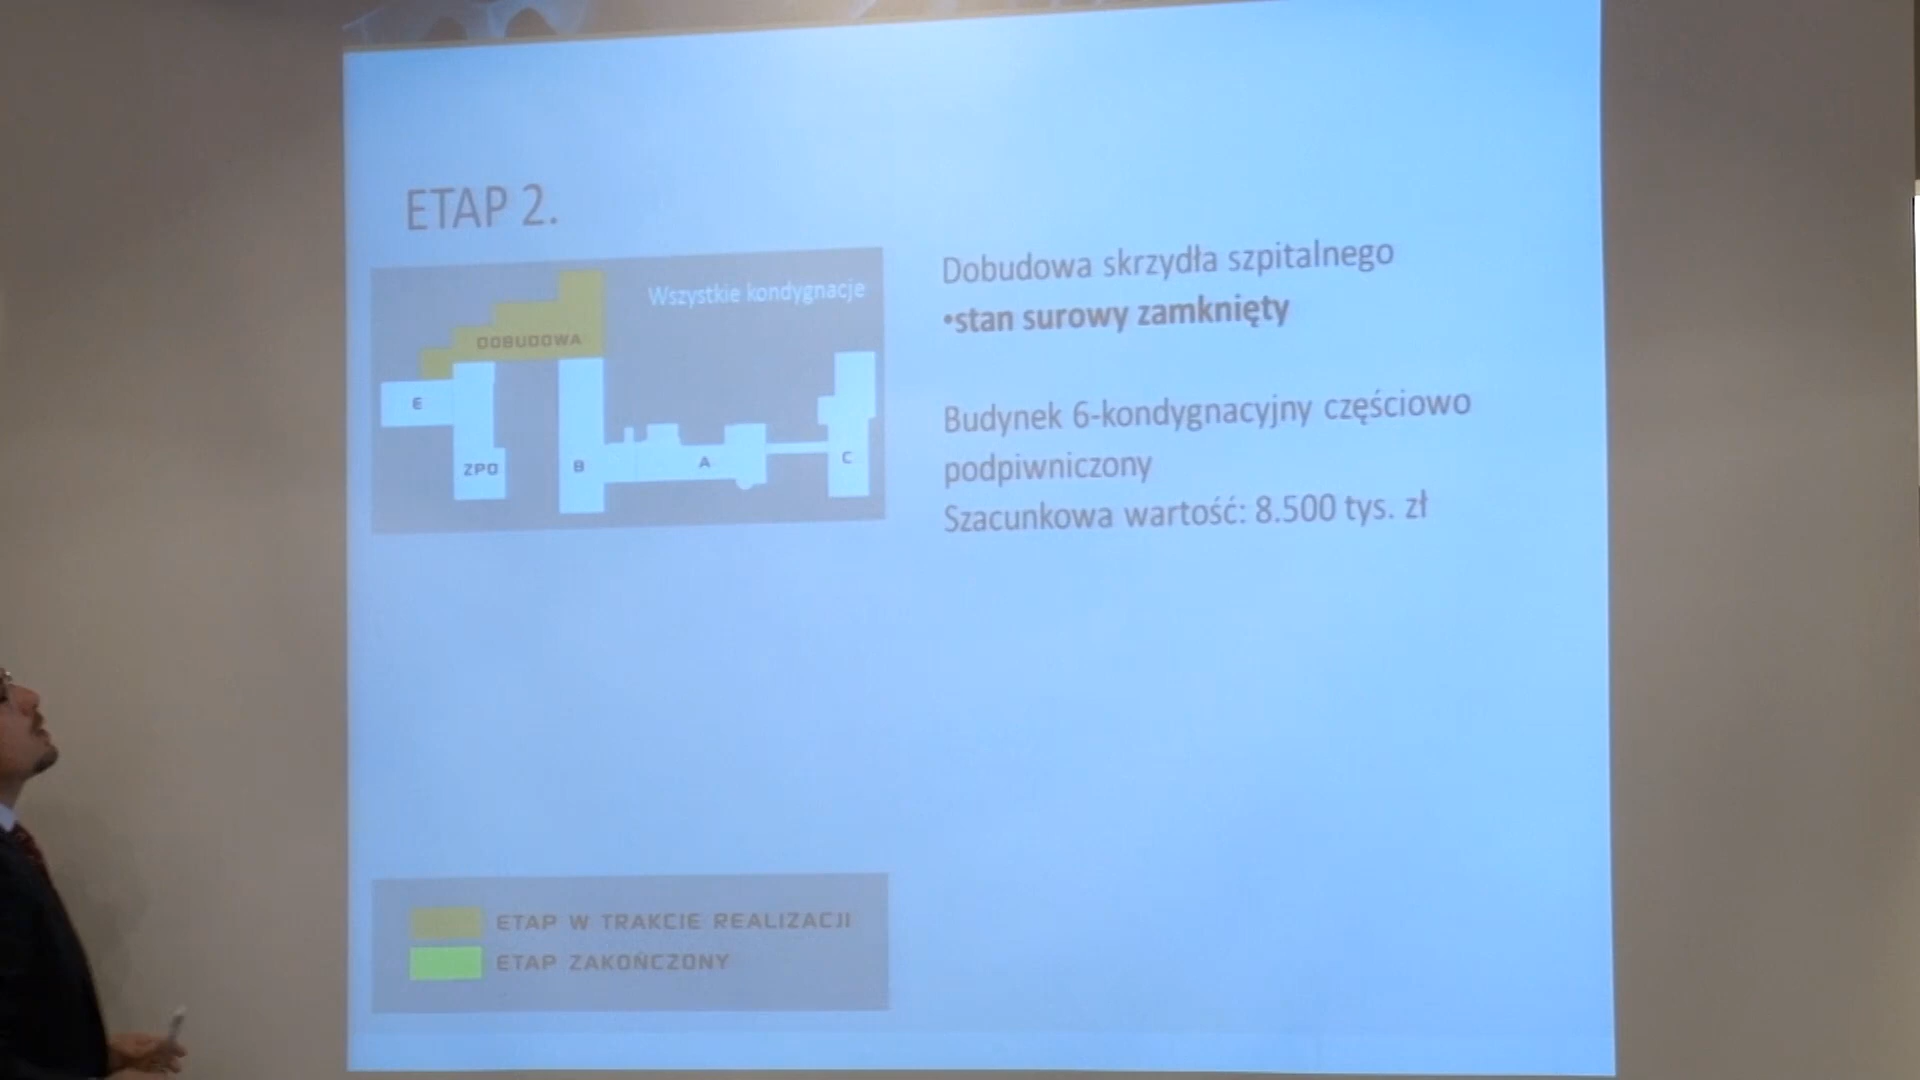 ETAP 2.
Wszystkie kondygnacje
DOBUDOWA
E
ZPO
B
A
C
Dobudowa skrzydła szpitalnego
•stan surowy zamknięty
Budynek 6-kondygnacyjny częściowo
podpiwniczony
Szacunkowa wartość: 8.500 tys. zł
ETAP W TRAKCIE REALIZACJI
ETAP ZAKOŃCZONY